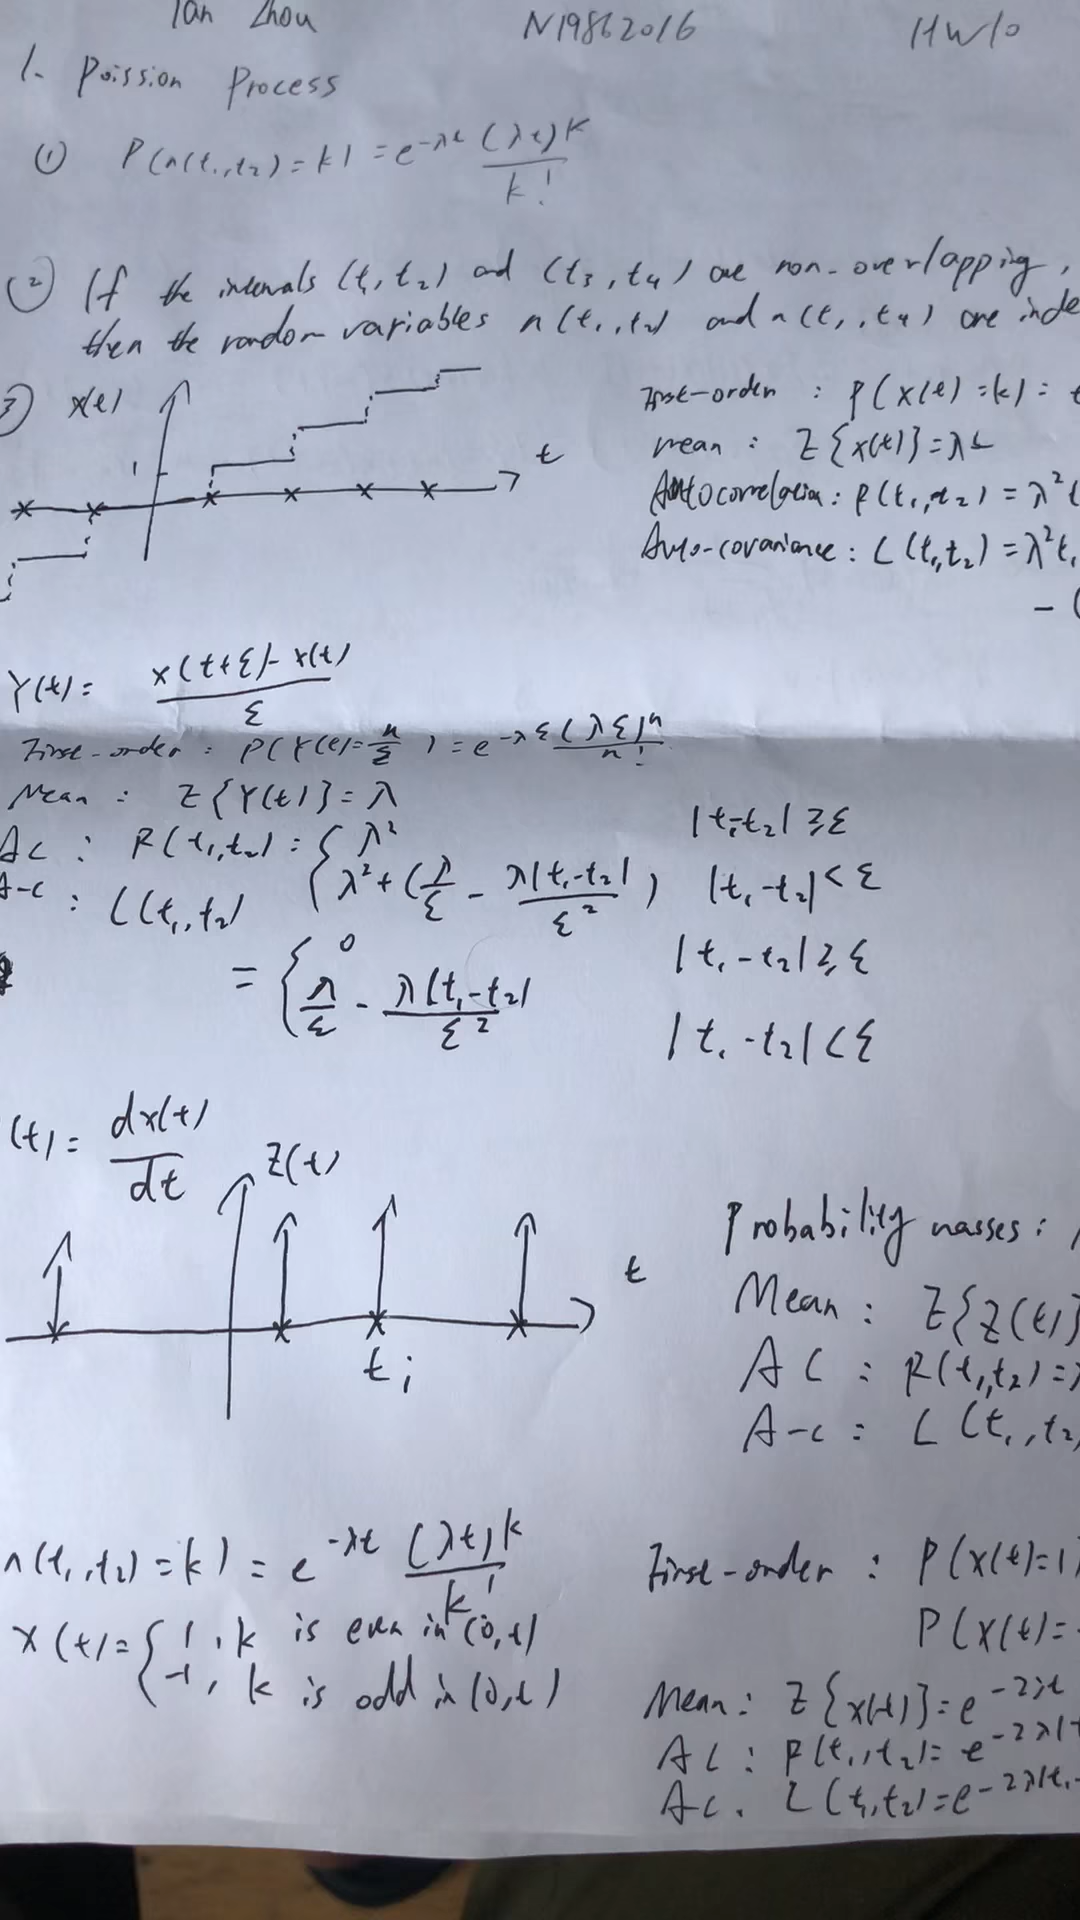 Ian Zhou N19862016 HW10
1. Poission Process
① P(n(t₁,t₂)=k) = e^{-λt} (λt)^k / k!
② If the intervals (t₁,t₂) and (t₃,t₄) are non-overlapping,
then the random variables n(t₁,t₂) and n(t,,t₄) are inde
③ x(t)
1
t
First-order : P(x(t)=k) =
mean : E{x(t)}=λt
Autocorrelation: R(t₁,t₂) = λ²
Auto-covariance: C(t₁,t₂) = λ²t₁
- (
Y(t) = (x(t+ε)-x(t)) / ε
First-order : P(Y(t)=n/ε) = e^{-λε} (λε)^n / n!
Mean : E{Y(t)} = λ
AC : R(t₁,t₂) = { λ² |t₁-t₂| ≥ ε
λ² + (λ/ε - λ|t₁-t₂|/ε²) |t₁-t₂| < ε
A-C : C(t₁,t₂)
= { 0 |t₁-t₂| ≥ ε
λ/ε - λ|t₁-t₂|/ε² |t₁-t₂| < ε
(t) = dx(t)/dt
Z(t)
t
t_i
Probability masses:
Mean : E{Z(t)}
AC : R(t₁,t₂) = λ
A-C : C(t₁,t₂
n(t₁,t₂)=k) = e^{-λt} (λt)^k / k!
x(t) = { 1, k is even in (0,t)
-1, k is odd in (0,t)
First-order : P(x(t)=1)
P(x(t)=-
Mean : E{x(t)} = e^{-2λt}
AC : R(t₁,t₂) = e^{-2λ|t
AC. C(t₁,t₂) = e^{-2λ|t₁-